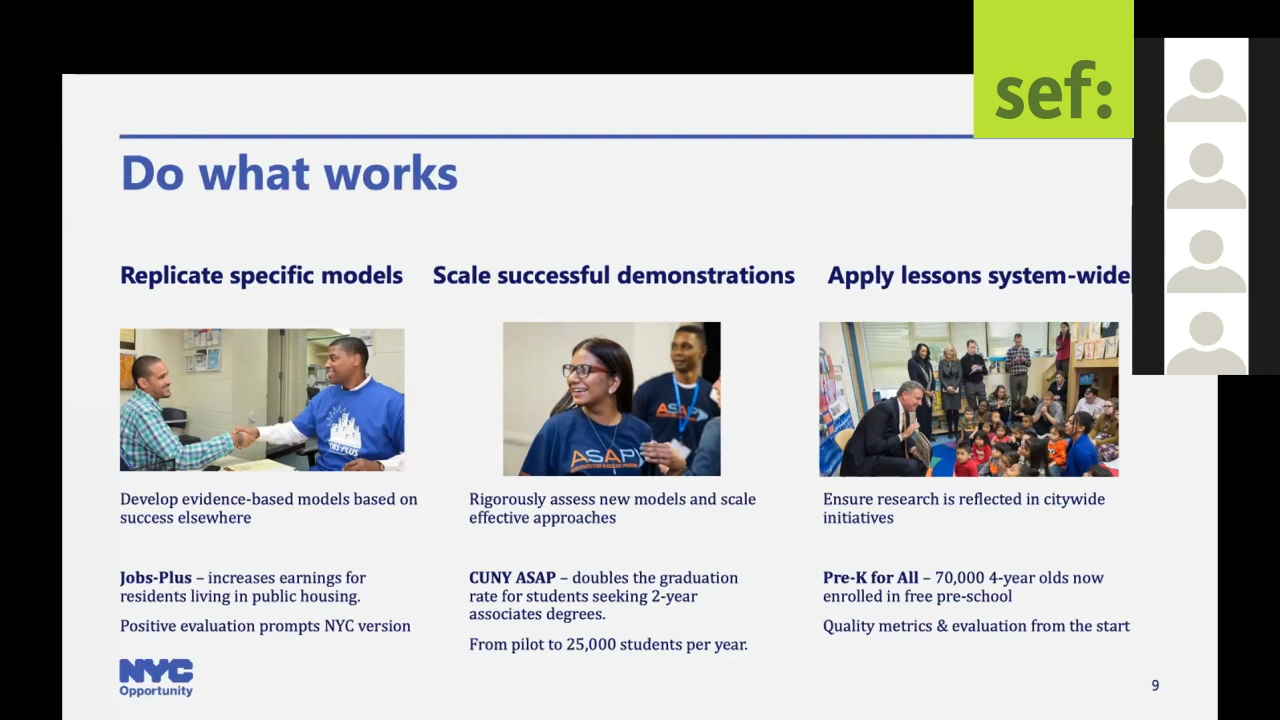 sef:
Do what works
Replicate specific models
Scale successful demonstrations
Apply lessons system-wide
ASAP
ASAP
Develop evidence-based models based on
success elsewhere
Rigorously assess new models and scale
effective approaches
Ensure research is reflected in citywide
initiatives
Jobs-Plus – increases earnings for
residents living in public housing.
Positive evaluation prompts NYC version
CUNY ASAP – doubles the graduation
rate for students seeking 2-year
associates degrees.
From pilot to 25,000 students per year.
Pre-K for All – 70,000 4-year olds now
enrolled in free pre-school
Quality metrics & evaluation from the start
NYC
Opportunity
9